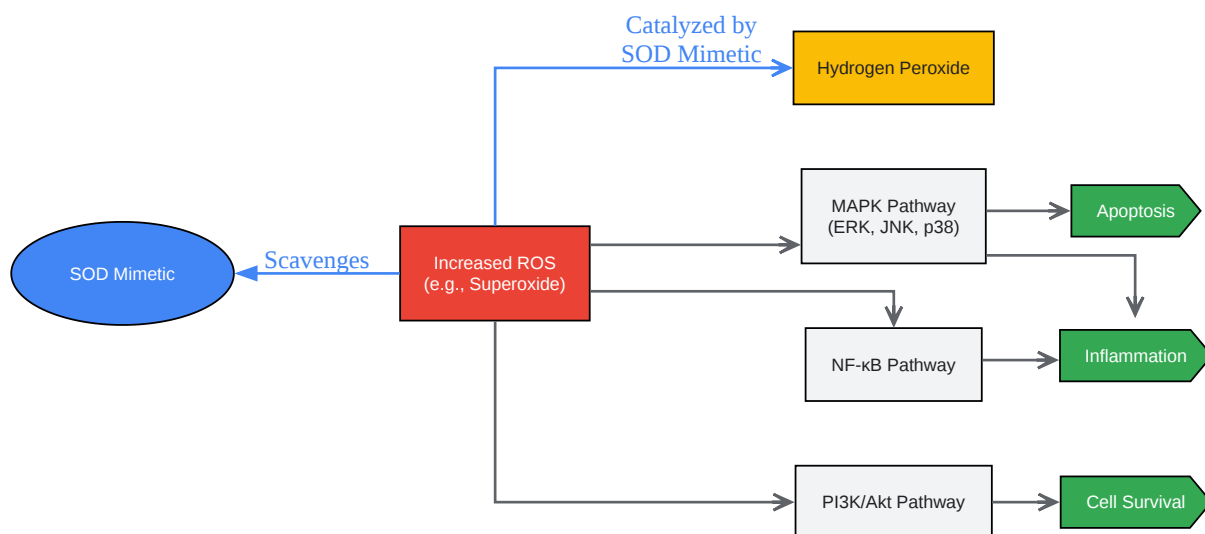 Catalyzed by
SOD Mimetic
Hydrogen Peroxide
MAPK Pathway
(ERK, JNK, p38)
Apoptosis
SOD Mimetic
Scavenges
Increased ROS
(e.g., Superoxide)
NF-κB Pathway
Inflammation
PI3K/Akt Pathway
Cell Survival